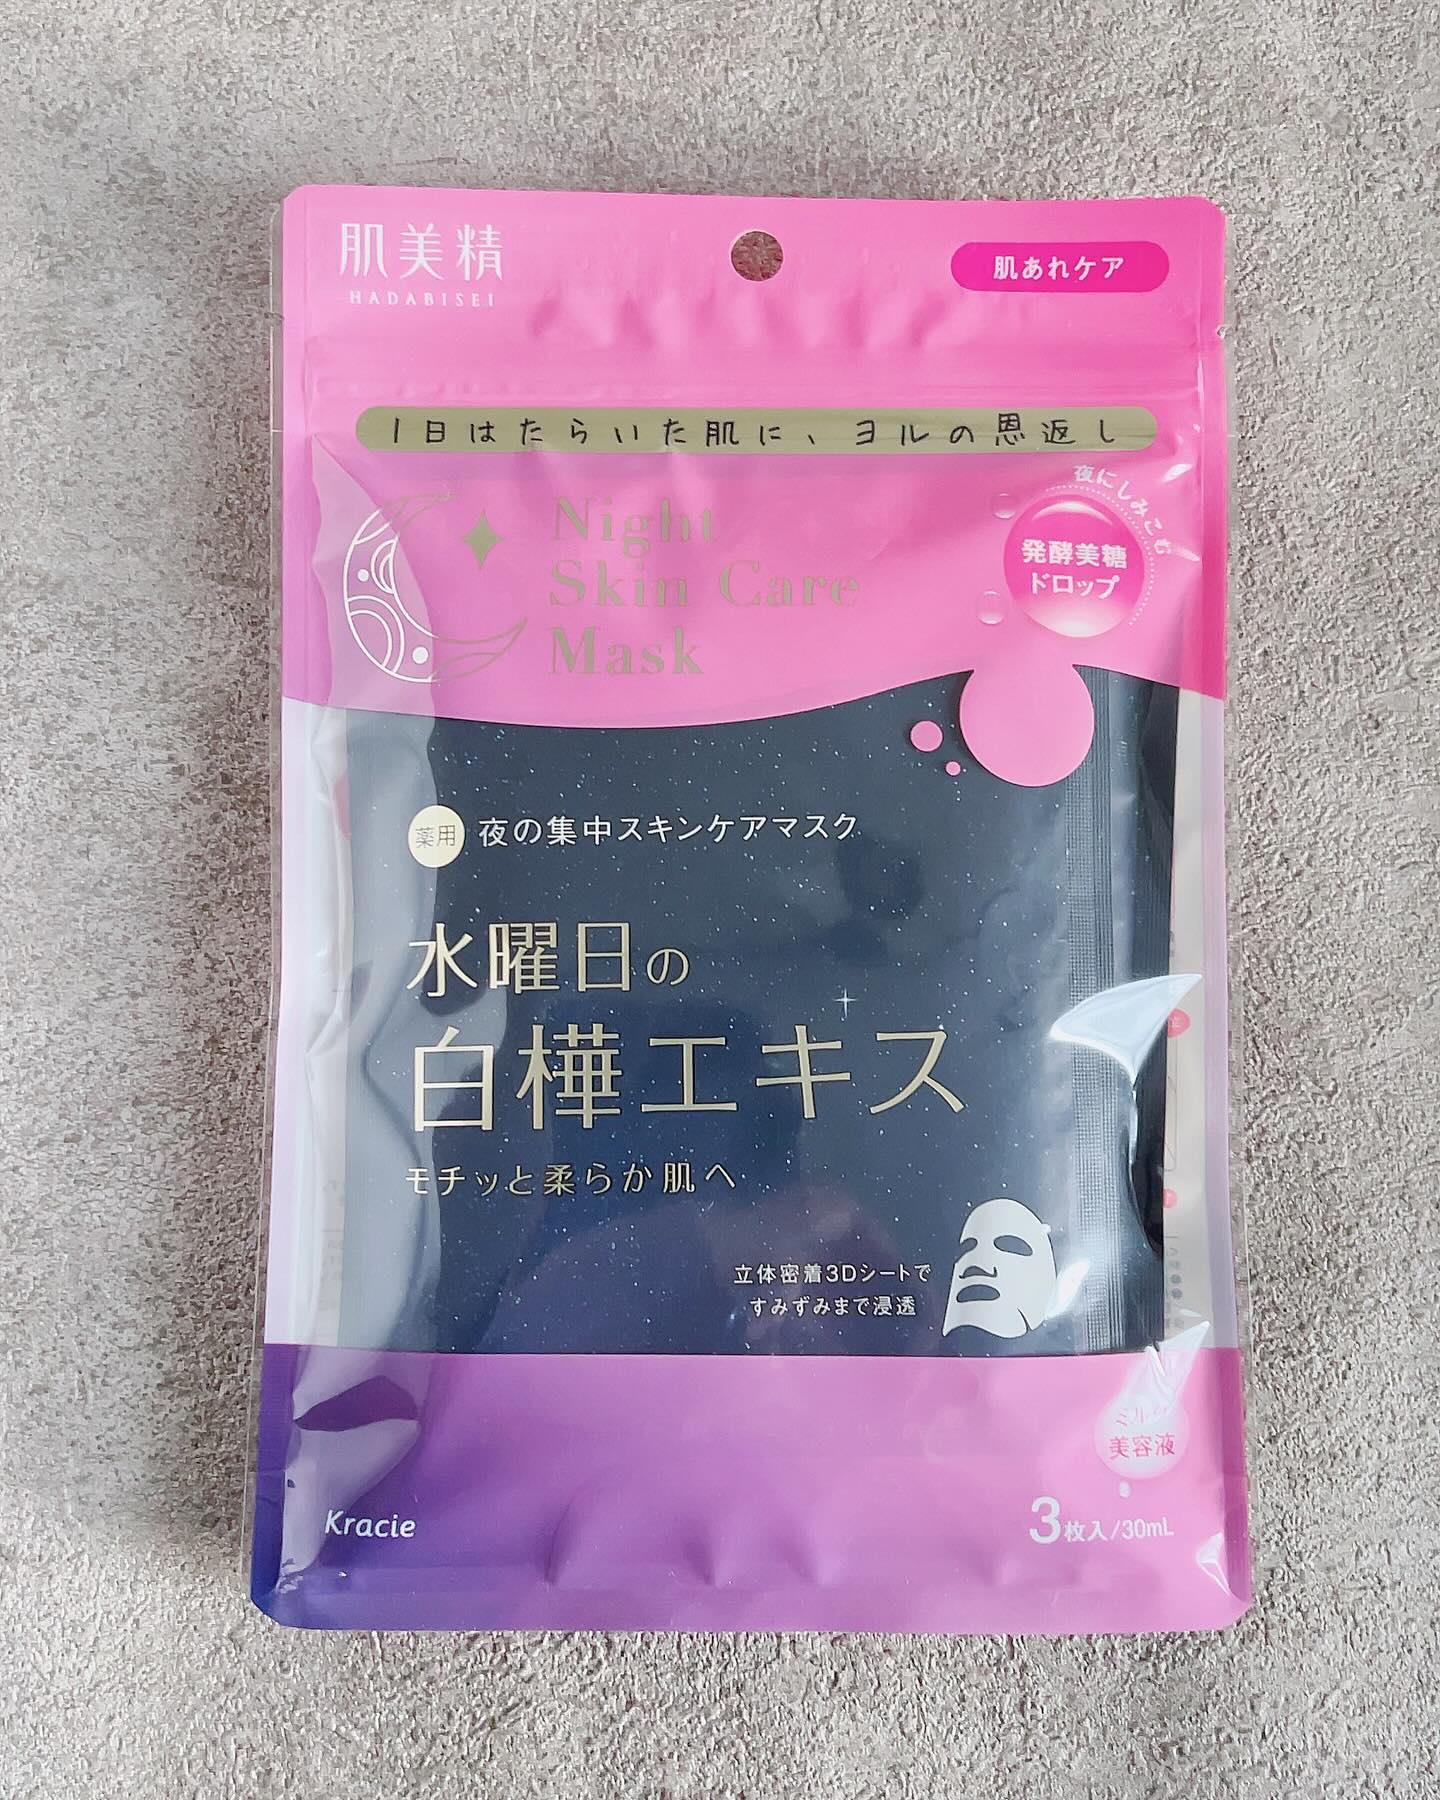 肌美精
HADABISEI
肌あれケア
1日はたらいた肌に、ヨルの恩返し
Night
Skin Care
Mask
夜にしみこむ
発酵美糖
ドロップ
薬用 夜の集中スキンケアマスク
水曜日の
白樺エキス
モチッと柔らか肌へ
立体密着3Dシートで
すみずみまで浸透
ミルク
美容液
Kracie
3枚入/30mL